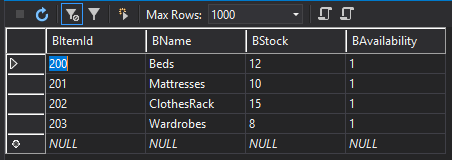 Max Rows: 1000
BItemId BName BStock BAvailability
200 Beds 12 1
201 Mattresses 10 1
202 ClothesRack 15 1
203 Wardrobes 8 1
NULL NULL NULL NULL